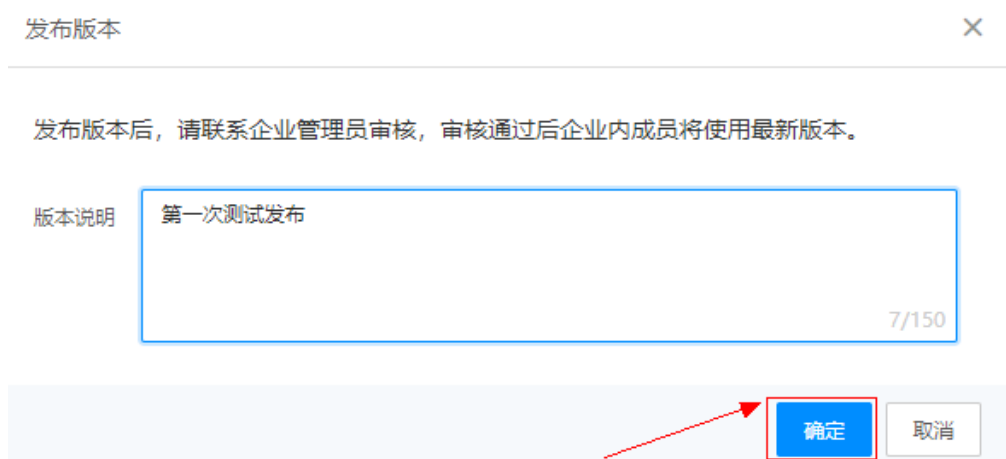 发布版本
发布版本后，请联系企业管理员审核，审核通过后企业内成员将使用最新版本。
版本说明
第一次测试发布
7/150
确定
取消